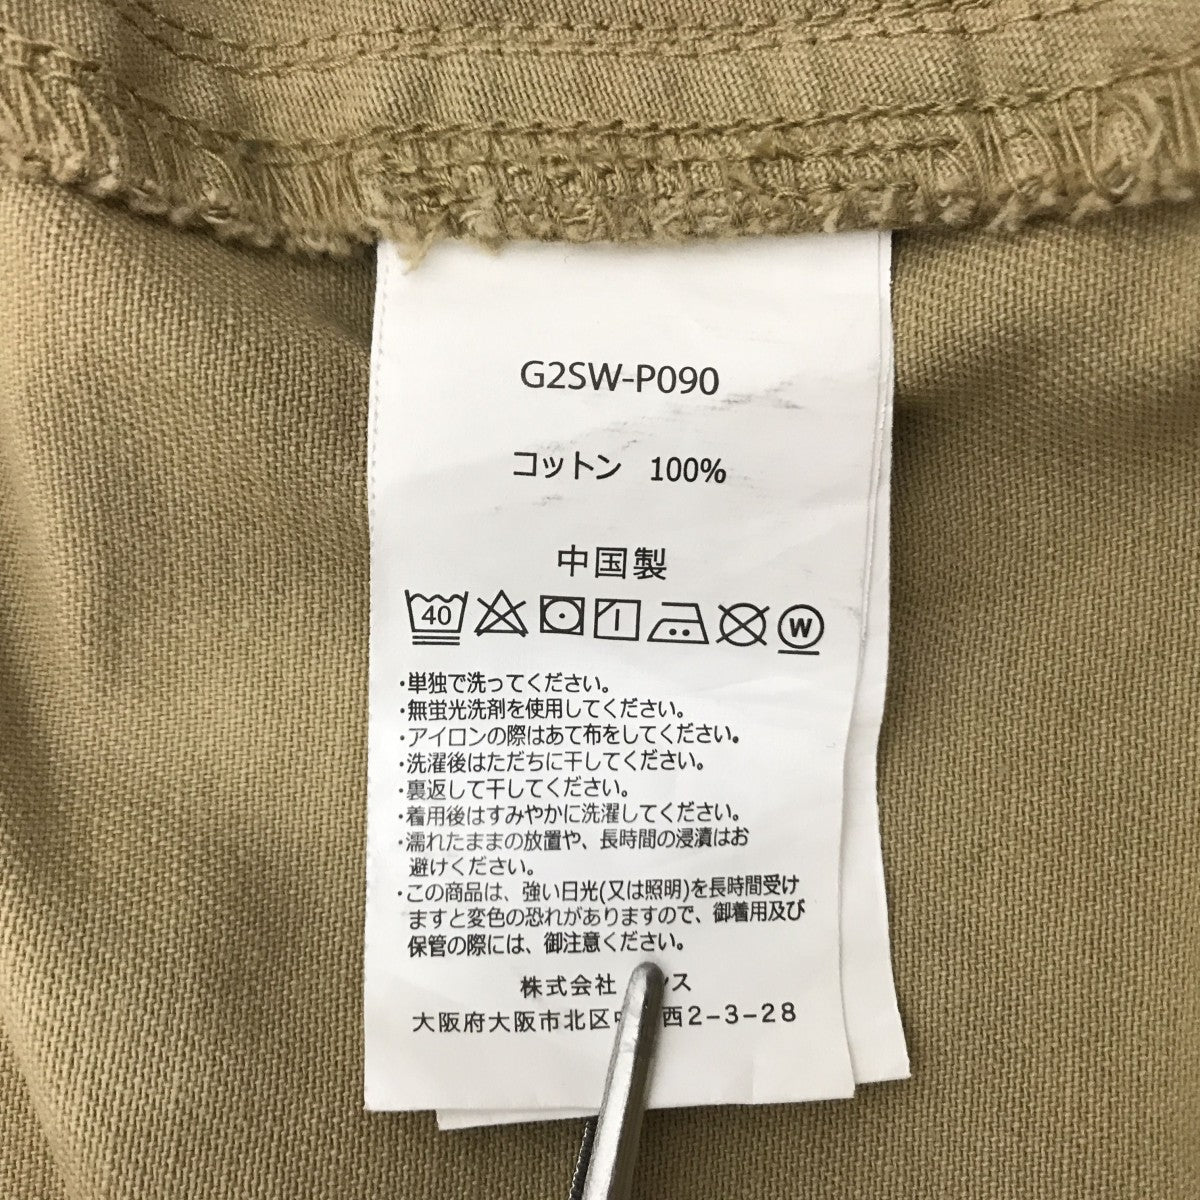 G2SW-P090
コットン 100%
中国製
40 W
・単独で洗ってください。
・無蛍光洗剤を使用してください。
・アイロンの際はあて布をしてください。
・洗濯後はただちに干してください。
・裏返して干してください。
・着用後はすみやかに洗濯してください。
・濡れたままの放置や、長時間の浸漬はお
避けください。
・この商品は、強い日光(又は照明)を長時間受け
ますと変色の恐れがありますので、御着用及び
保管の際には、御注意ください。
株式会社
大阪府大阪市北区 西2-3-28